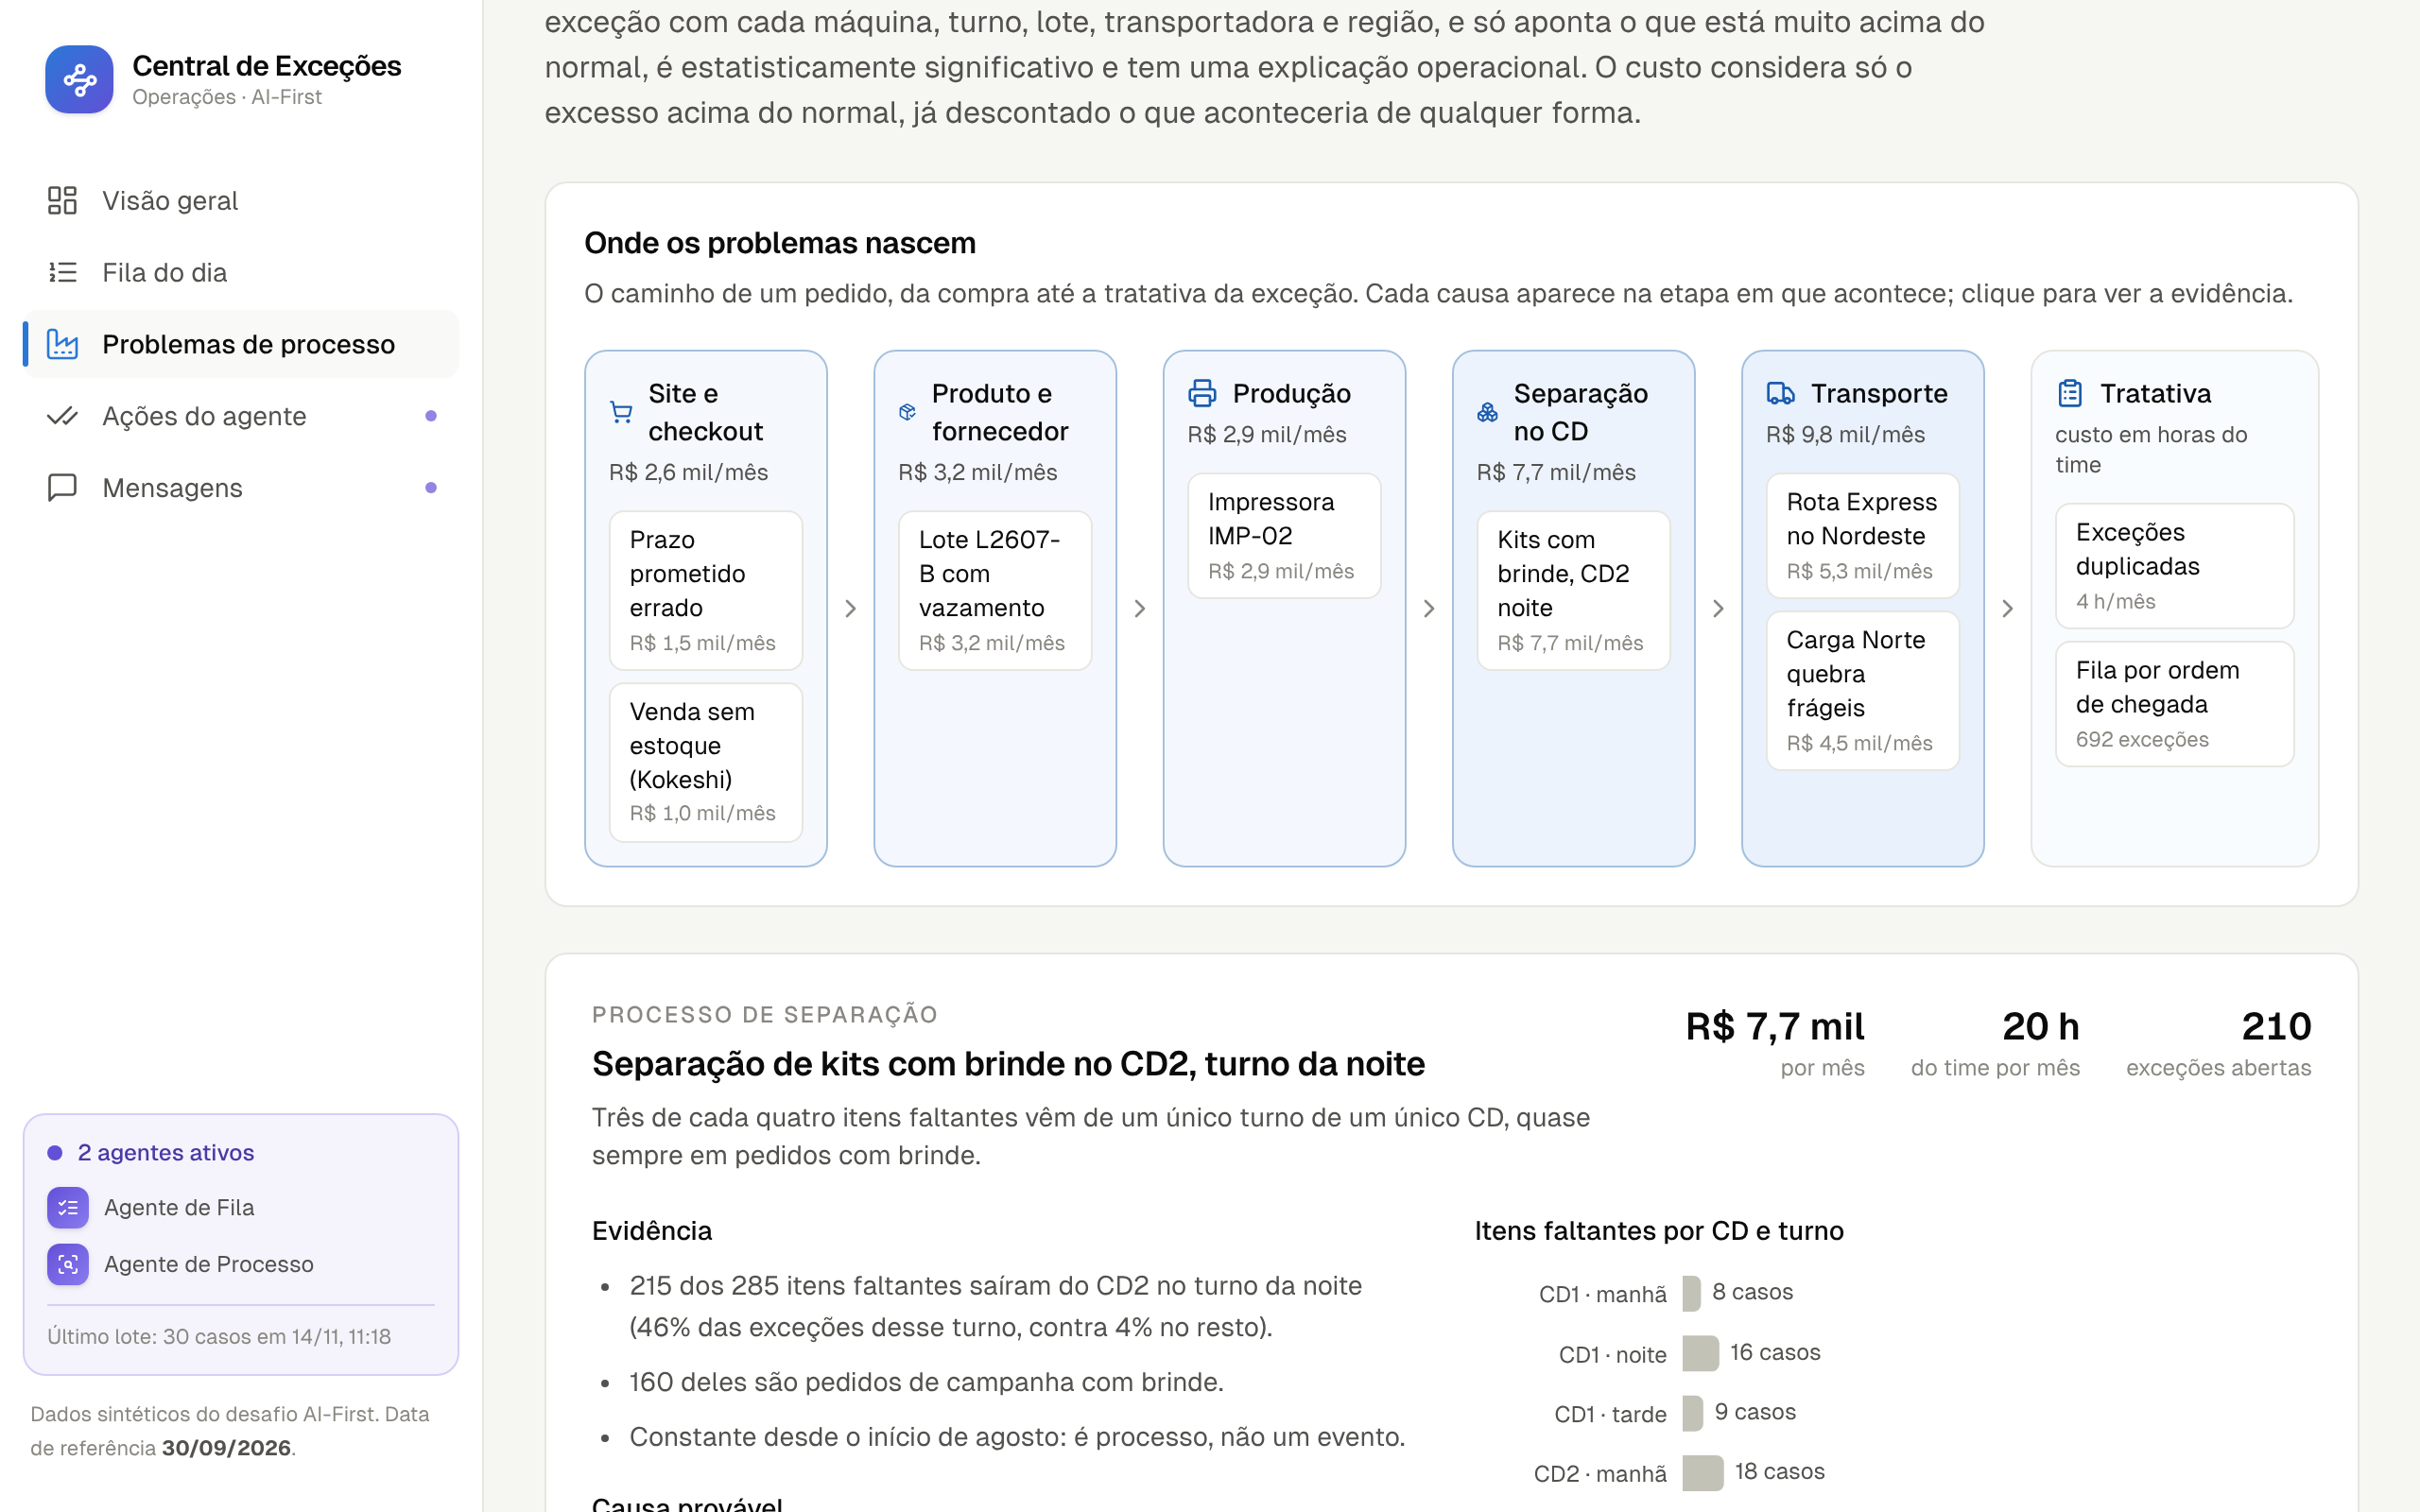 Central de Exceções
Operações · AI-First
Visão geral
Fila do dia
Problemas de processo
Ações do agente
Mensagens
2 agentes ativos
Agente de Fila
Agente de Processo
Último lote: 30 casos em 14/11, 11:18
Dados sintéticos do desafio AI-First. Data
de referência 30/09/2026.
exceção com cada máquina, turno, lote, transportadora e região, e só aponta o que está muito acima do
normal, é estatisticamente significativo e tem uma explicação operacional. O custo considera só o
excesso acima do normal, já descontado o que aconteceria de qualquer forma.
Onde os problemas nascem
O caminho de um pedido, da compra até a tratativa da exceção. Cada causa aparece na etapa em que acontece; clique para ver a evidência.
Site e
checkout
R$ 2,6 mil/mês
Prazo
prometido
errado
R$ 1,5 mil/mês
Venda sem
estoque
(Kokeshi)
R$ 1,0 mil/mês
Produto e
fornecedor
R$ 3,2 mil/mês
Lote L2607-
B com
vazamento
R$ 3,2 mil/mês
Produção
R$ 2,9 mil/mês
Impressora
IMP-02
R$ 2,9 mil/mês
Separação
no CD
R$ 7,7 mil/mês
Kits com
brinde, CD2
noite
R$ 7,7 mil/mês
Transporte
R$ 9,8 mil/mês
Rota Express
no Nordeste
R$ 5,3 mil/mês
Carga Norte
quebra
frágeis
R$ 4,5 mil/mês
Tratativa
custo em horas do
time
Exceções
duplicadas
4 h/mês
Fila por ordem
de chegada
692 exceções
PROCESSO DE SEPARAÇÃO
Separação de kits com brinde no CD2, turno da noite
Três de cada quatro itens faltantes vêm de um único turno de um único CD, quase
sempre em pedidos com brinde.
R$ 7,7 mil
por mês
20 h
do time por mês
210
exceções abertas
Evidência
• 215 dos 285 itens faltantes saíram do CD2 no turno da noite
(46% das exceções desse turno, contra 4% no resto).
• 160 deles são pedidos de campanha com brinde.
• Constante desde o início de agosto: é processo, não um evento.
Causa provável
Itens faltantes por CD e turno
CD1 · manhã 8 casos
CD1 · noite 16 casos
CD1 · tarde 9 casos
CD2 · manhã 18 casos